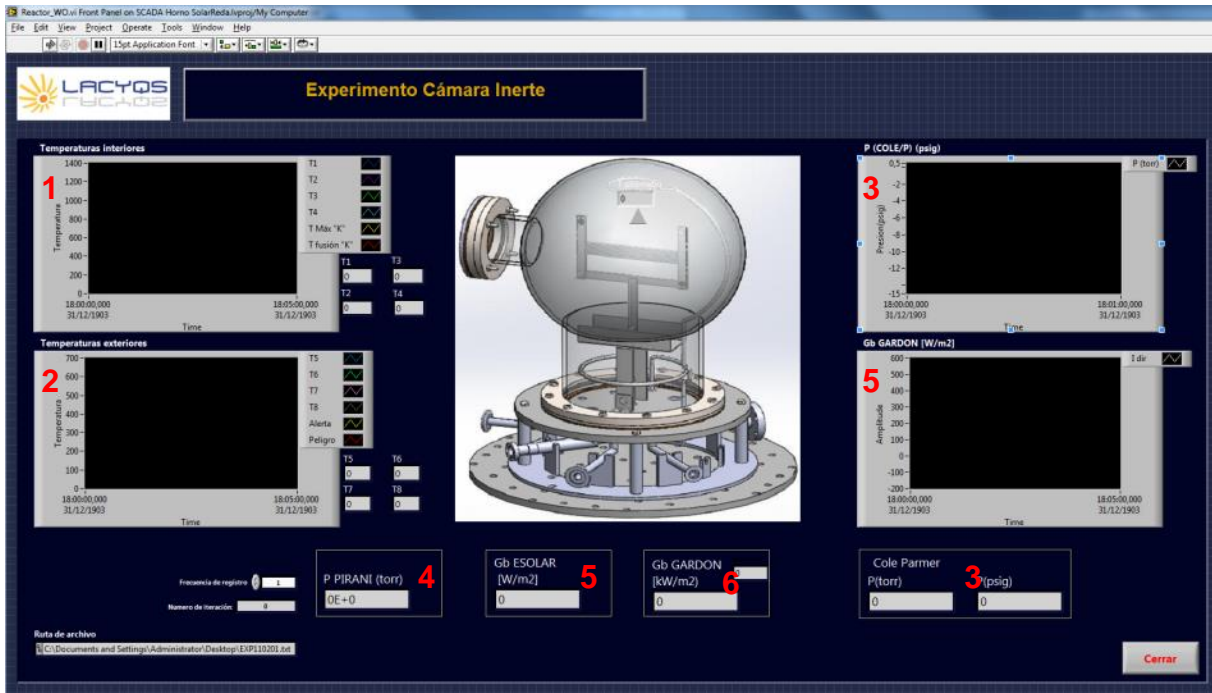 Reactor_WO.vi Front Panel on SCADA Horno SolarReda.lvproj/My Computer
File Edit View Project Operate Tools Window Help
15pt Application Font
LACYQS
Experimento Cámara Inerte
Temperaturas interiores
1
Temperatura
1400
1200
1000
800
600
400
200
0
18:00:00,000
31/12/1903
18:05:00,000
31/12/1903
Time
T1
T2
T3
T4
T Máx "K"
T fusión "K"
T1 T3
0 0
T2 T4
0 0
0
P (COLE/P) (psig)
3
Presion(psig)
0,5
-2
-4
-6
-8
-10
-12
-15
18:00:00,000
31/12/1903
18:01:00,000
31/12/1903
Time
P (torr)
Temperaturas exteriores
2
Temperatura
700
600
500
400
300
200
100
0
18:00:00,000
31/12/1903
18:05:00,000
31/12/1903
Time
T5
T6
T7
T8
Alerta
Peligro
T5 T6
0 0
T7 T8
0 0
Gb GARDON [W/m2]
5
Amplitude
600
500
400
300
200
100
0
-100
-200
18:00:00,000
31/12/1903
18:05:00,000
31/12/1903
Time
I dir
Frecuencia de registro 1
Numero de iteración: 0
P PIRANI (torr) 4
0E+0
Gb ESOLAR
[W/m2] 5
0
Gb GARDON
[kW/m2] 6
0
Cole Parmer
P(torr) 3 P(psig)
0 0
Ruta de archivo
C:\Documents and Settings\Administrator\Desktop\EXP110201.txt
Cerrar